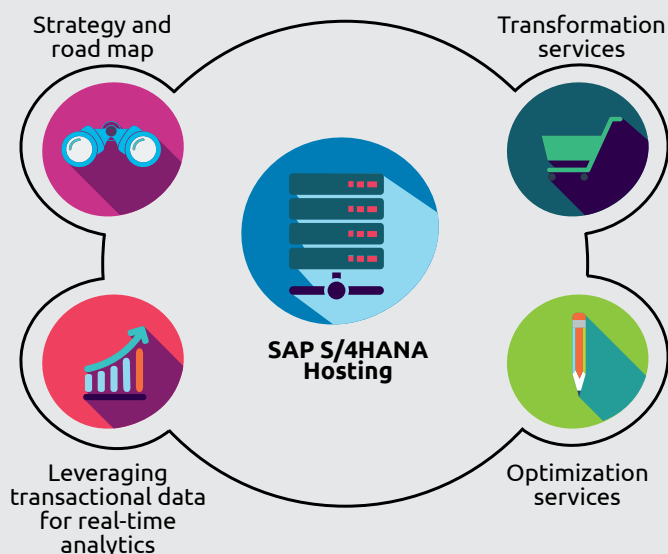 Strategy and
road map
Transformation
services
SAP S/4HANA
Hosting
Leveraging
transactional data
for real-time
analytics
Optimization
services